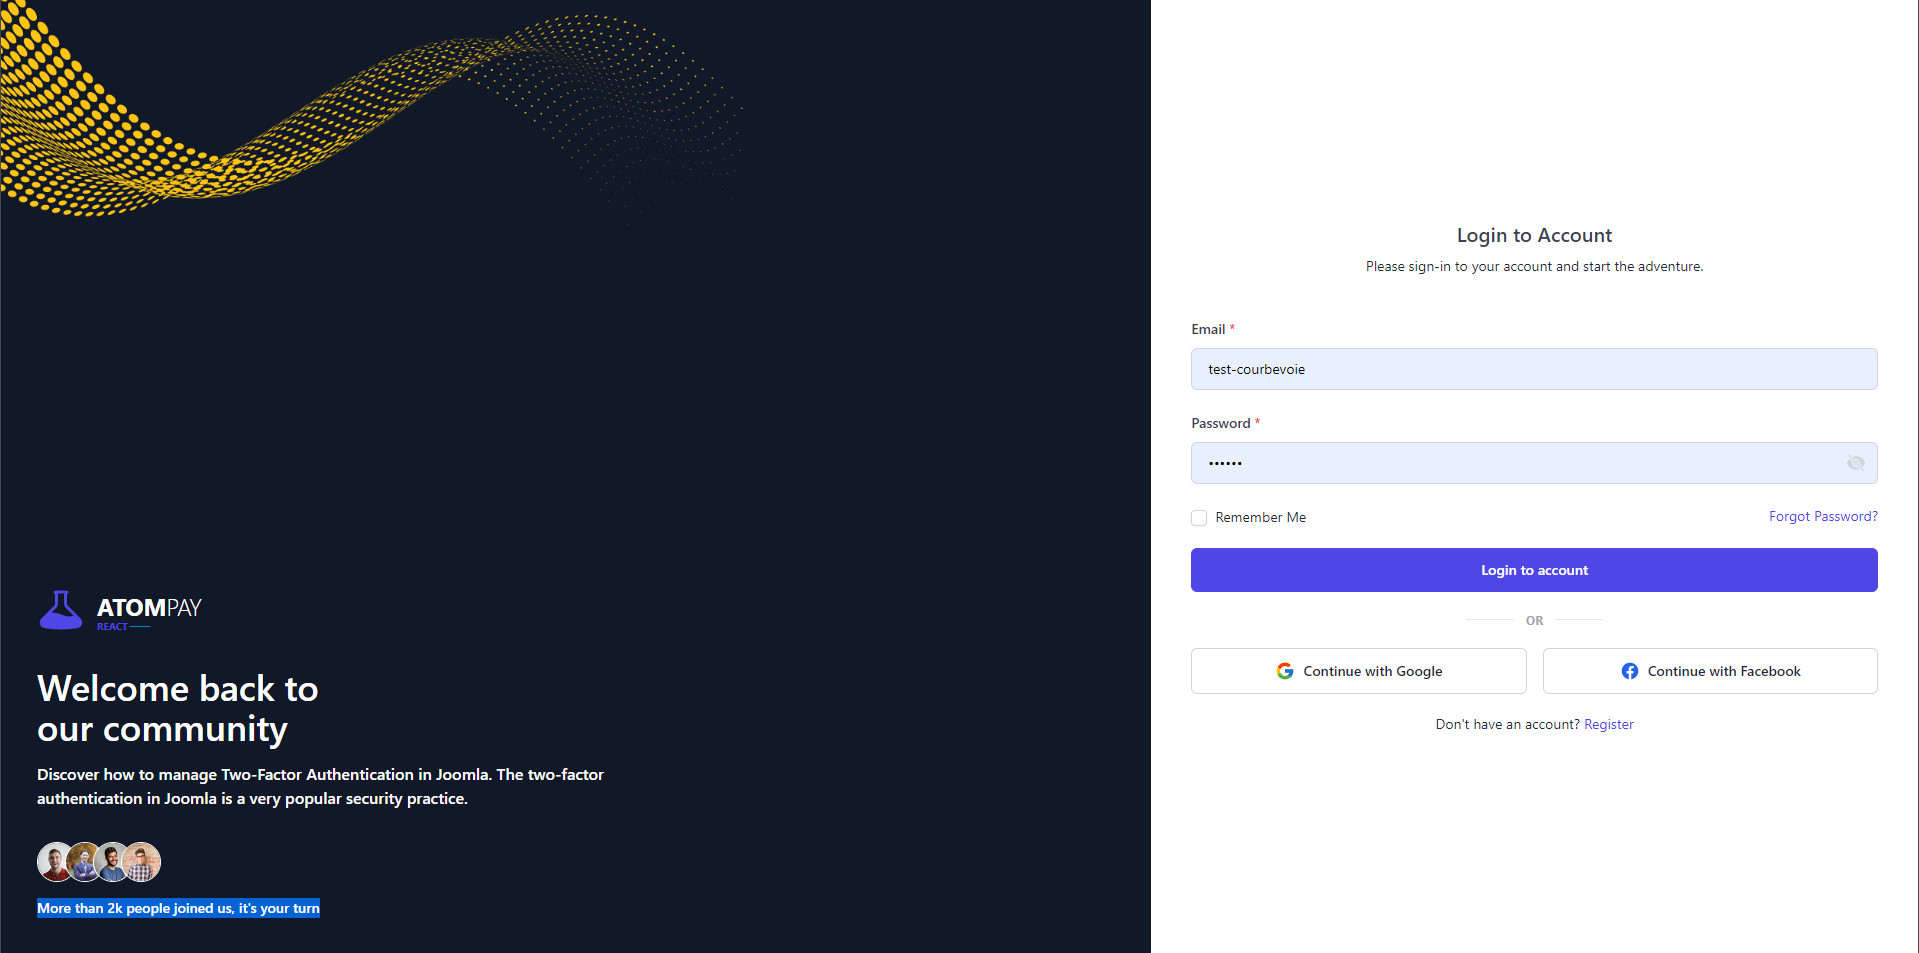 ATOMPAY
REACT
Welcome back to
our community
Discover how to manage Two-Factor Authentication in Joomla. The two-factor
authentication in Joomla is a very popular security practice.
More than 2k people joined us, it's your turn
Login to Account
Please sign-in to your account and start the adventure.
Email *
test-courbevoie
Password *
••••••
Remember Me
Forgot Password?
Login to account
OR
Continue with Google
Continue with Facebook
Don't have an account? Register